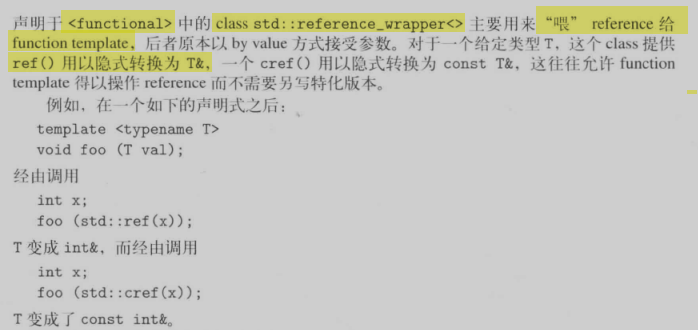 声明于 <functional> 中的 class std::reference_wrapper<> 主要用来“喂” reference 给
function template，后者原本以 by value 方式接受参数。对于一个给定类型 T，这个 class 提供
ref() 用以隐式转换为 T&，一个 cref() 用以隐式转换为 const T&，这往往允许 function
template 得以操作 reference 而不需要另写特化版本。
例如，在一个如下的声明式之后：
template <typename T>
void foo (T val);
经由调用
int x;
foo (std::ref(x));
T 变成 int&，而经由调用
int x;
foo (std::cref(x));
T 变成了 const int&。